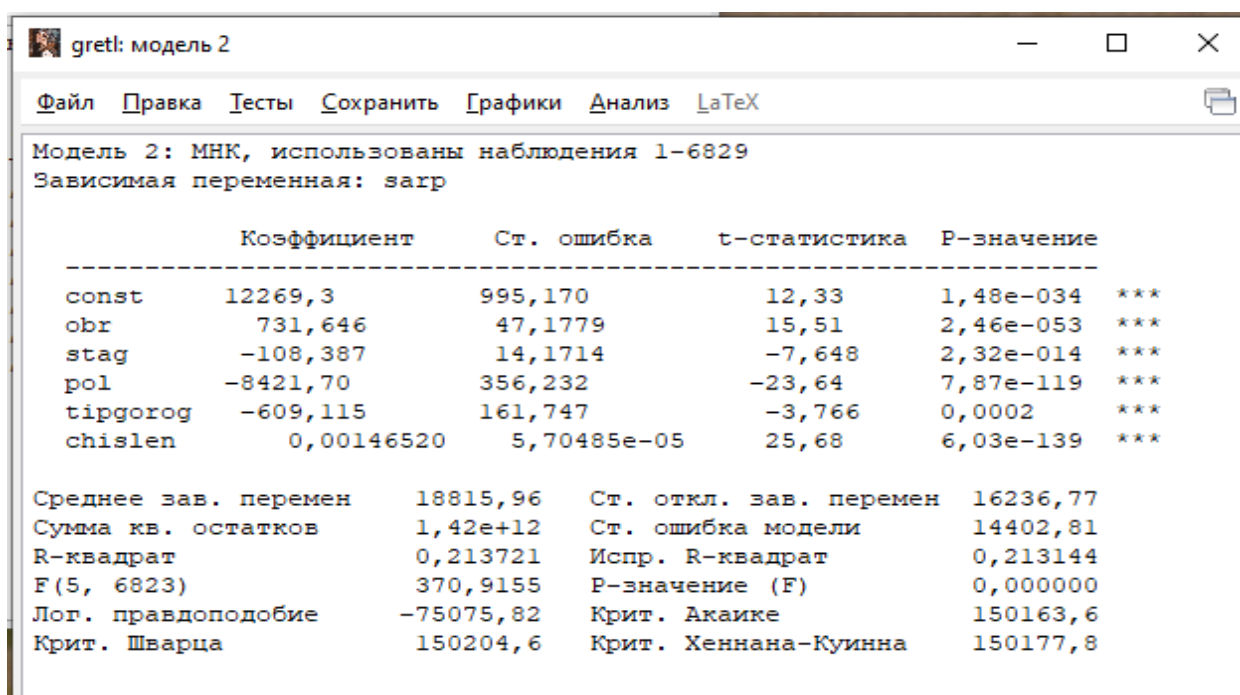 gretl: модель 2
Файл Правка Тесты Сохранить Графики Анализ LaTeX
Модель 2: МНК, использованы наблюдения 1-6829
Зависимая переменная: sarp
Коэффициент Ст. ошибка t-статистика P-значение
------------------------------------------------------------------
const 12269,3 995,170 12,33 1,48e-034 ***
obr 731,646 47,1779 15,51 2,46e-053 ***
stag -108,387 14,1714 -7,648 2,32e-014 ***
pol -8421,70 356,232 -23,64 7,87e-119 ***
tipgorog -609,115 161,747 -3,766 0,0002 ***
chislen 0,00146520 5,70485e-05 25,68 6,03e-139 ***
Среднее зав. перемен 18815,96 Ст. откл. зав. перемен 16236,77
Сумма кв. остатков 1,42e+12 Ст. ошибка модели 14402,81
R-квадрат 0,213721 Испр. R-квадрат 0,213144
F(5, 6823) 370,9155 P-значение (F) 0,000000
Лог. правдоподобие -75075,82 Крит. Акаике 150163,6
Крит. Шварца 150204,6 Крит. Хеннана-Куинна 150177,8